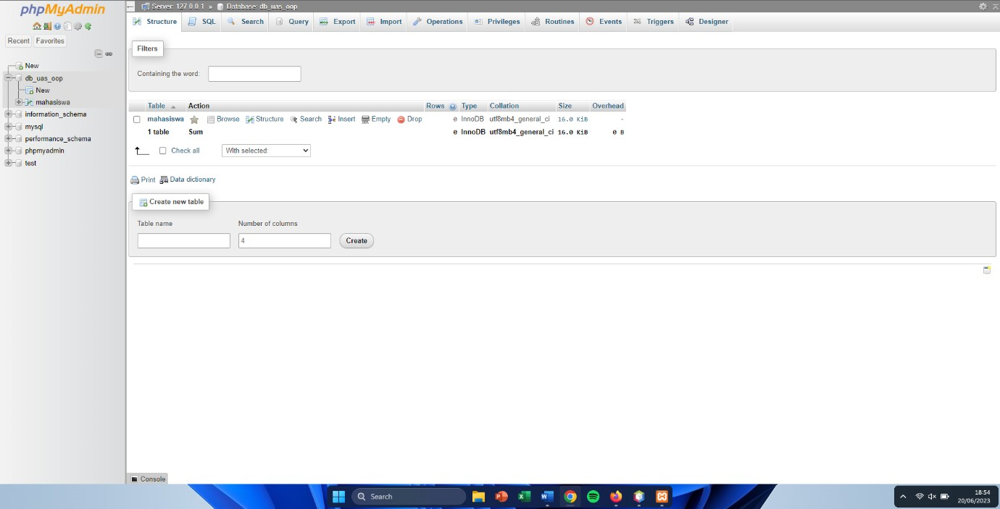 phpMyAdmin
Recent Favorites
New
db_uas_oop
New
mahasiswa
information_schema
mysql
performance_schema
phpmyadmin
test
Server: 127.0.0.1 » Database: db_uas_oop
Structure SQL Search Query Export Import Operations Privileges Routines Events Triggers Designer
Filters
Containing the word:
Table Action Rows Type Collation Size Overhead
mahasiswa Browse Structure Search Insert Empty Drop 0 InnoDB utf8mb4_general_ci 16.0 KiB -
1 table Sum 0 InnoDB utf8mb4_general_ci 16.0 KiB 0 B
Check all With selected:
Print Data dictionary
Create new table
Table name Number of columns
4 Create
Console
Search
18:54
20/06/2023